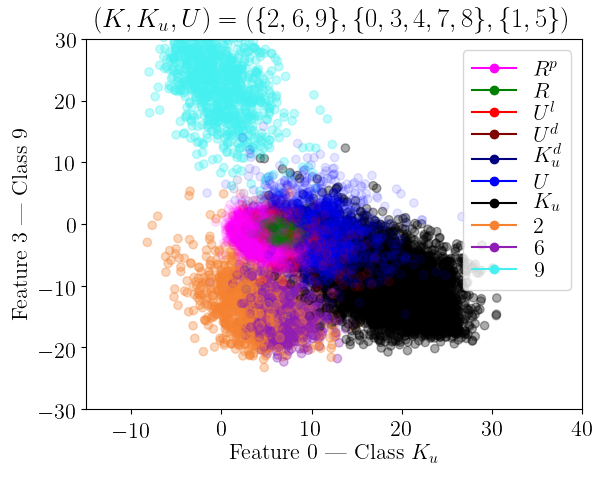 (K, K_u, U) = ({2, 6, 9}, {0, 3, 4, 7, 8}, {1, 5})
30
20
10
0
−10
−20
−30
Feature 3 — Class 9
R^p
R
U^l
U^d
K_u^d
U
K_u
2
6
9
−10
0
10
20
30
40
Feature 0 — Class K_u